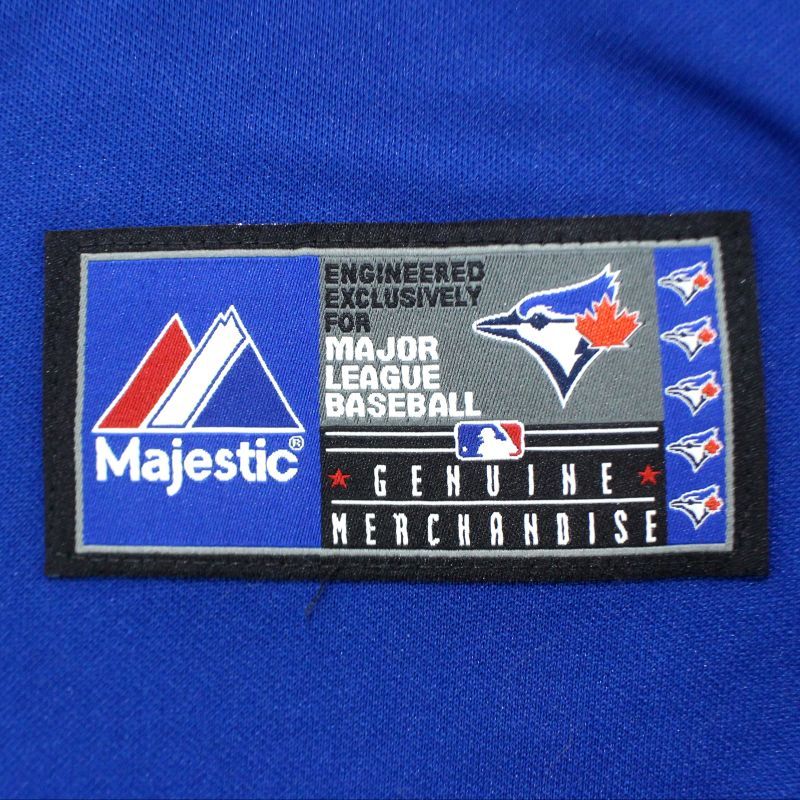 Majestic®
ENGINEERED
EXCLUSIVELY
FOR
MAJOR
LEAGUE
BASEBALL
GENUINE
MERCHANDISE